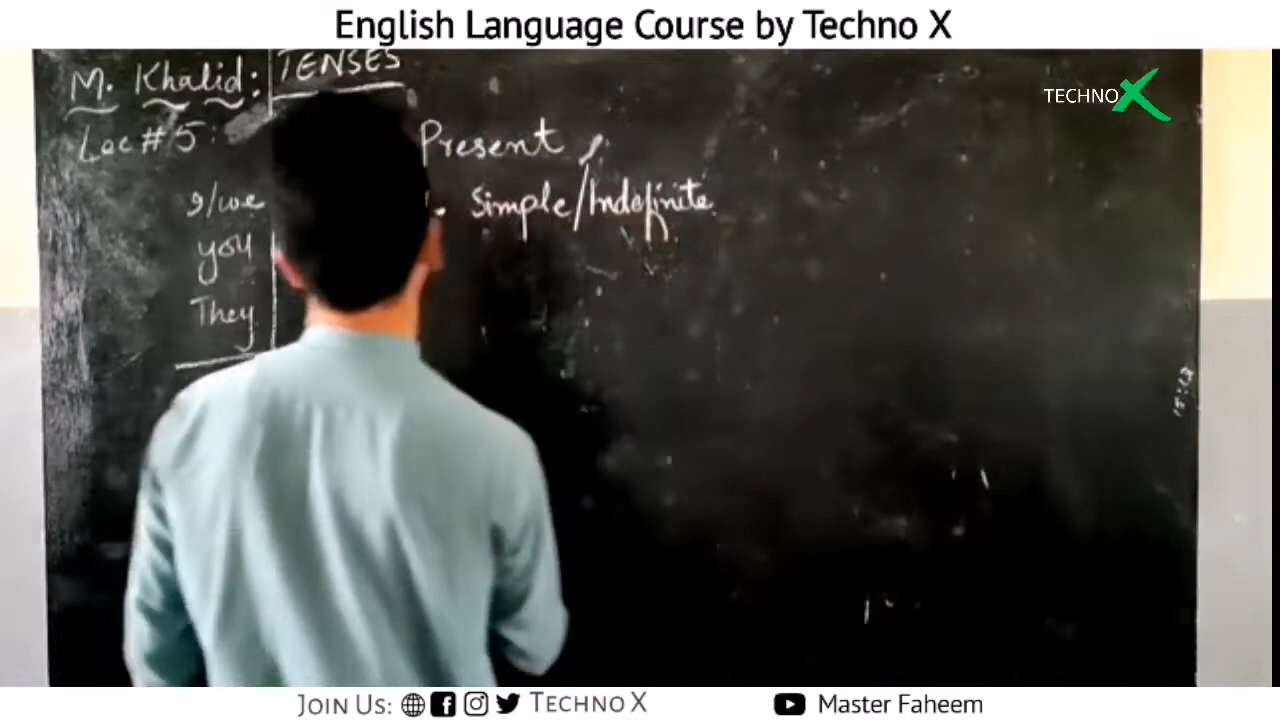 English Language Course by Techno X
TECHNO X
M. Khalid: TENSES
Lec # 5:
Present
I/we
you
They
Simple/Indefinite
JOIN US: TECHNO X
Master Faheem